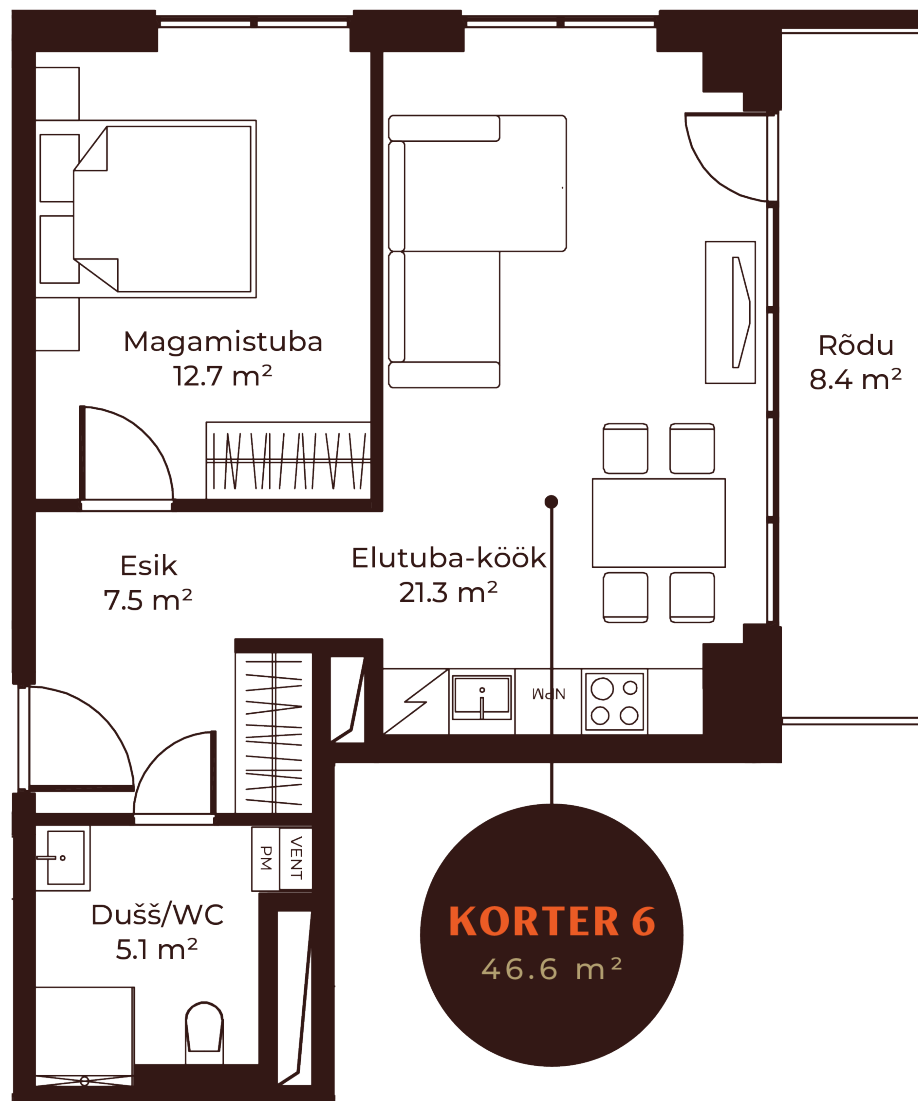 Magamistuba
12.7 m²
Rõdu
8.4 m²
Esik
7.5 m²
Elutuba-köök
21.3 m²
NPM
VENT
PM
Dušš/WC
5.1 m²
KORTER 6
46.6 m²